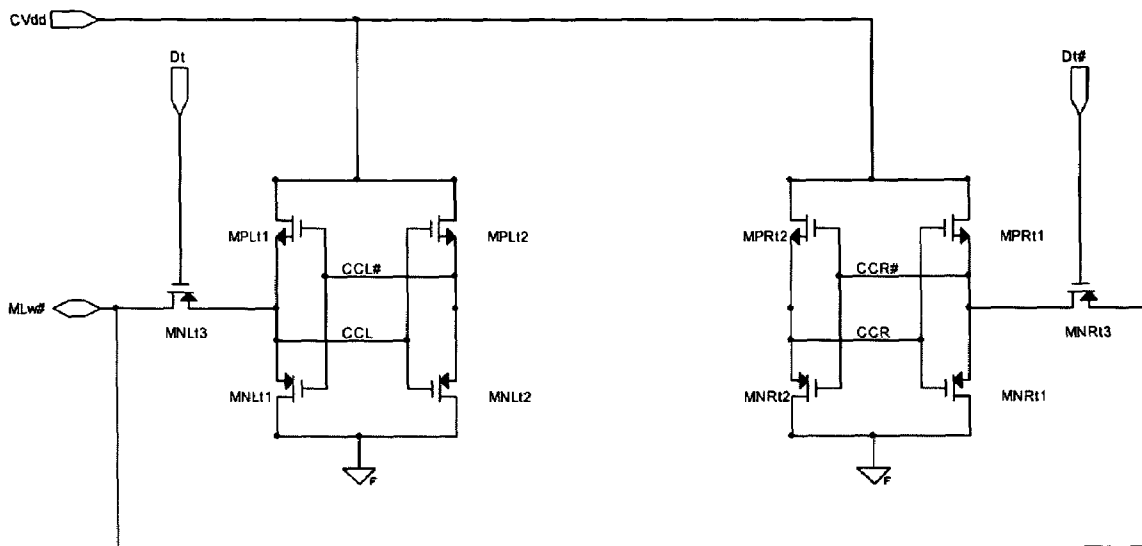 CVdd
Dt
Dt#
MPLt1
MPLt2
MPRt2
MPRt1
CCL#
CCR#
MLw#
MNLt3
CCL
CCR
MNRt3
MNLt1
MNLt2
MNRt2
MNRt1
F
F